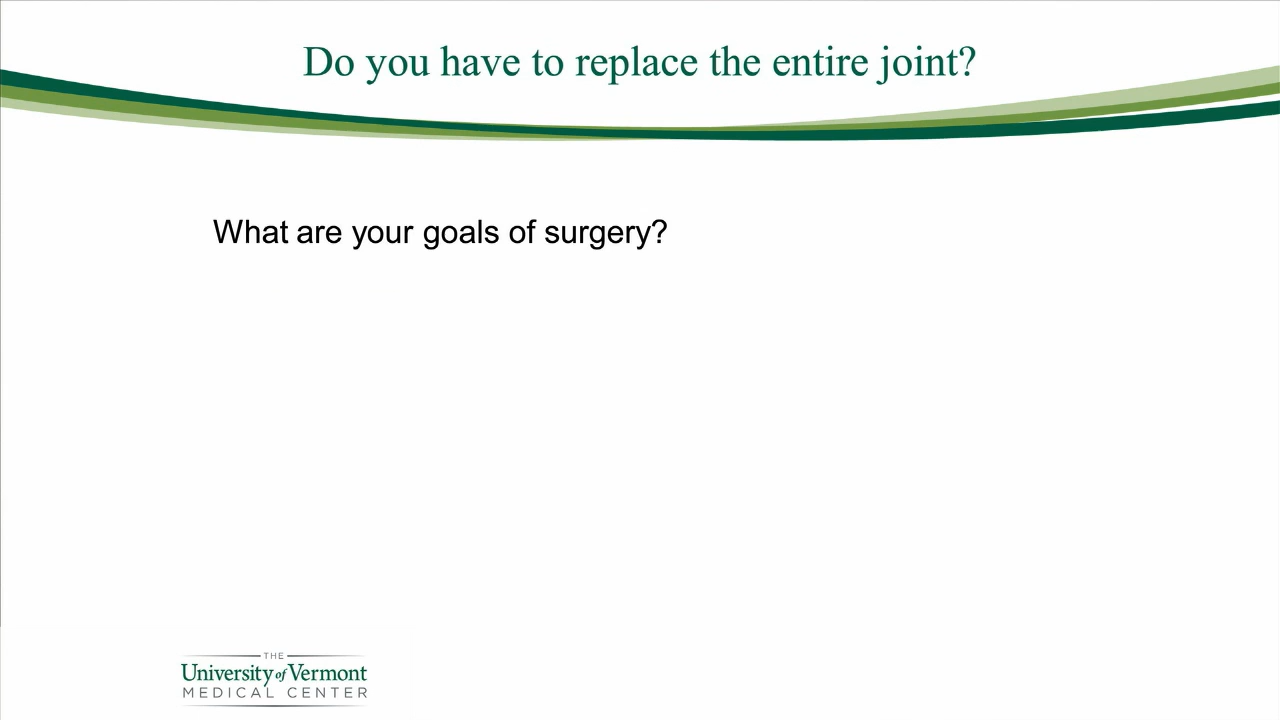 Do you have to replace the entire joint?
What are your goals of surgery?
THE
University of Vermont
MEDICAL CENTER